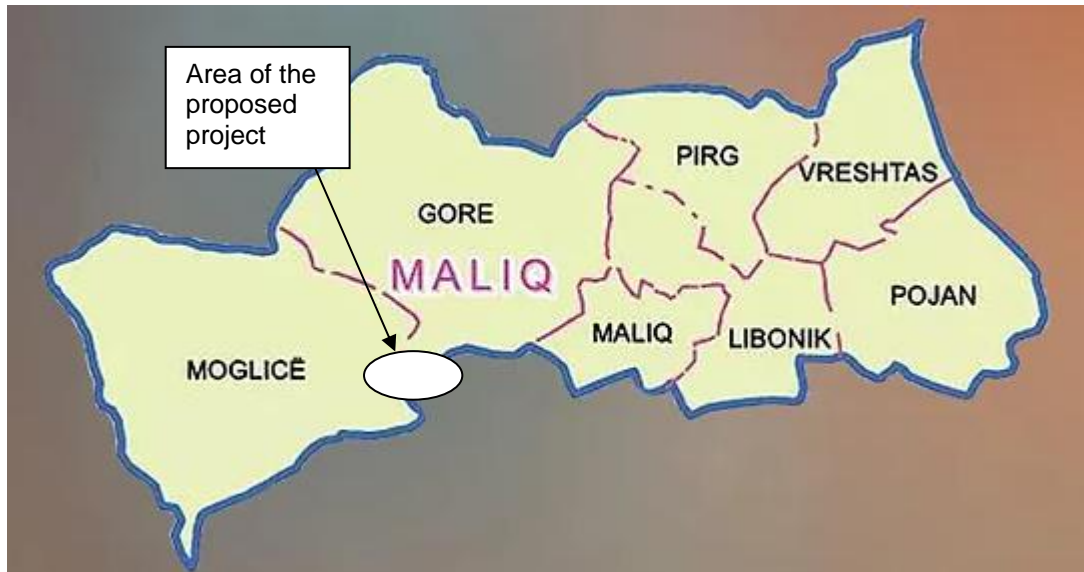 Area of the
proposed
project
PIRG
VRESHTAS
GORE
MALIQ
POJAN
MALIQ
LIBONIK
MOGLICË